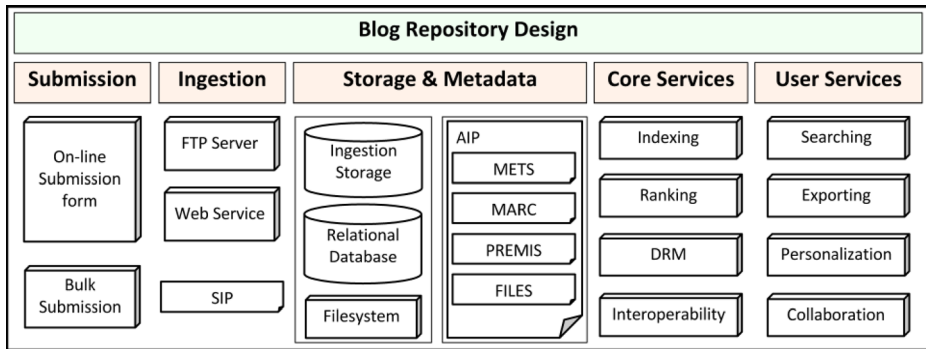 Blog Repository Design
Submission
Ingestion
Storage & Metadata
Core Services
User Services
On-line
Submission
form
Bulk
Submission
FTP Server
Web Service
SIP
Ingestion
Storage
Relational
Database
Filesystem
AIP
METS
MARC
PREMIS
FILES
Indexing
Ranking
DRM
Interoperability
Searching
Exporting
Personalization
Collaboration